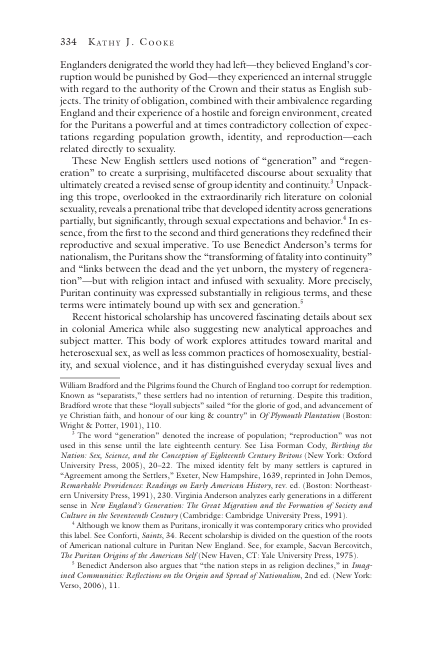 334 KATHY J. COOKE
Englanders denigrated the world they had left—they believed England's cor-
ruption would be punished by God—they experienced an internal struggle
with regard to the authority of the Crown and their status as English sub-
jects. The trinity of obligation, combined with their ambivalence regarding
England and their experience of a hostile and foreign environment, created
for the Puritans a powerful and at times contradictory collection of expec-
tations regarding population growth, identity, and reproduction—each
related directly to sexuality.
These New English settlers used notions of “generation” and “regen-
eration” to create a surprising, multifaceted discourse about sexuality that
ultimately created a revised sense of group identity and continuity.3 Unpack-
ing this trope, overlooked in the extraordinarily rich literature on colonial
sexuality, reveals a prenatal tribe that developed identity across generations
partially, but significantly, through sexual expectations and behavior.4 In es-
sence, from the first to the second and third generations they redefined their
reproductive and sexual imperative. To use Benedict Anderson's terms for
nationalism, the Puritans show the “transforming of fatality into continuity”
and “links between the dead and the yet unborn, the mystery of regenera-
tion”—but with religion intact and infused with sexuality. More precisely,
Puritan continuity was expressed substantially in religious terms, and these
terms were intimately bound up with sex and generation.5
Recent historical scholarship has uncovered fascinating details about sex
in colonial America while also suggesting new analytical approaches and
subject matter. This body of work explores attitudes toward marital and
heterosexual sex, as well as less common practices of homosexuality, bestial-
ity, and sexual violence, and it has distinguished everyday sexual lives and
William Bradford and the Pilgrims found the Church of England too corrupt for redemption.
Known as “separatists,” these settlers had no intention of returning. Despite this tradition,
Bradford wrote that these “loyall subjects” sailed “for the glorie of god, and advancement of
ye Christian faith, and honour of our king & country” in Of Plymouth Plantation (Boston:
Wright & Potter, 1901), 110.
3 The word “generation” denoted the increase of population; “reproduction” was not
used in this sense until the late eighteenth century. See Lisa Forman Cody, Birthing the
Nation: Sex, Science, and the Conception of Eighteenth Century Britons (New York: Oxford
University Press, 2005), 20–22. The mixed identity felt by many settlers is captured in
“Agreement among the Settlers,” Exeter, New Hampshire, 1639, reprinted in John Demos,
Remarkable Providences: Readings on Early American History, rev. ed. (Boston: Northeast-
ern University Press, 1991), 230. Virginia Anderson analyzes early generations in a different
sense in New England's Generation: The Great Migration and the Formation of Society and
Culture in the Seventeenth Century (Cambridge: Cambridge University Press, 1991).
4 Although we know them as Puritans, ironically it was contemporary critics who provided
this label. See Conforti, Saints, 34. Recent scholarship is divided on the question of the roots
of American national culture in Puritan New England. See, for example, Sacvan Bercovitch,
The Puritan Origins of the American Self (New Haven, CT: Yale University Press, 1975).
5 Benedict Anderson also argues that “the nation steps in as religion declines,” in Imag-
ined Communities: Reflections on the Origin and Spread of Nationalism, 2nd ed. (New York:
Verso, 2006), 11.